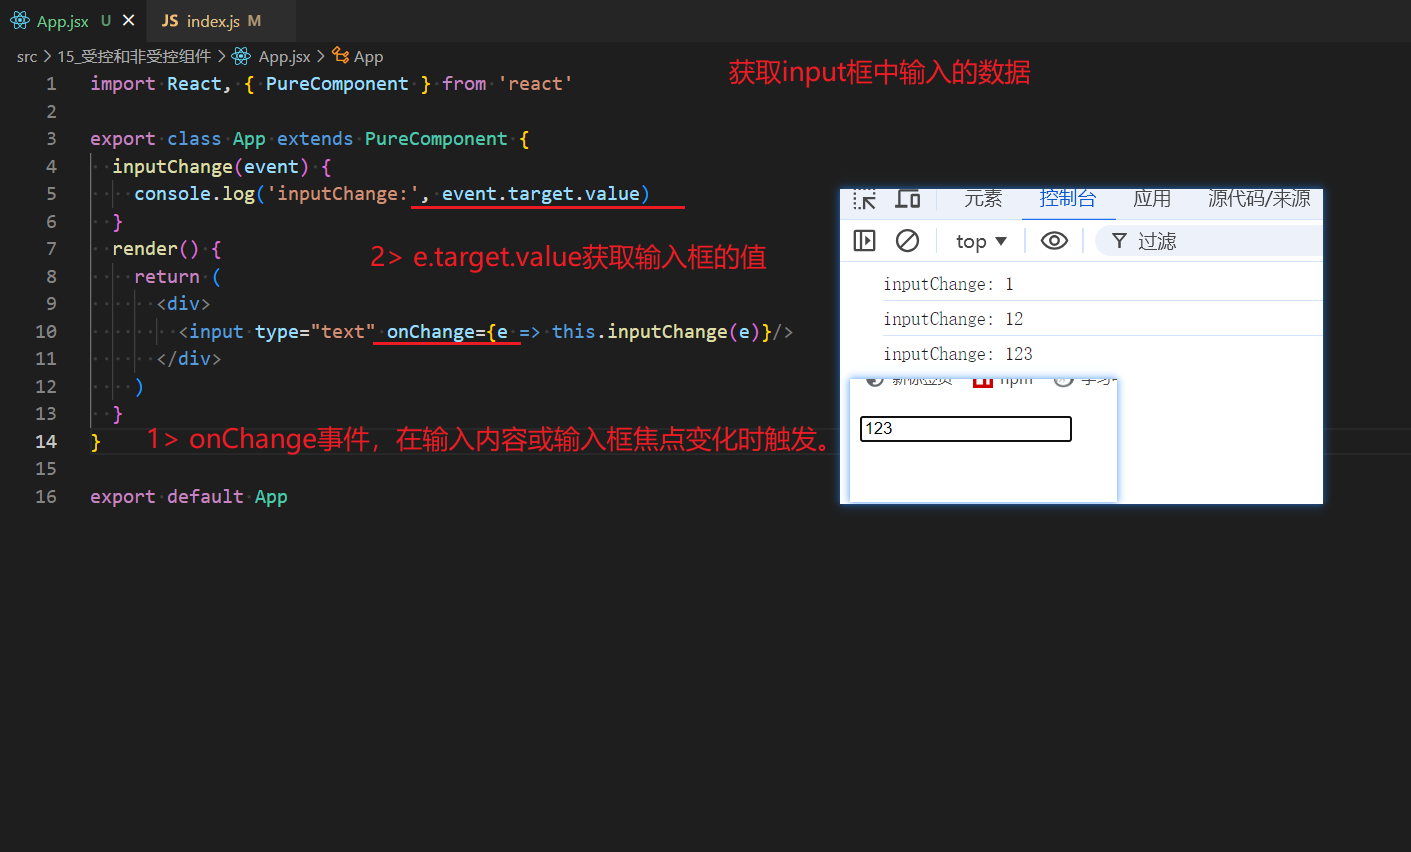 App.jsx U × JS index.js M
src > 15_受控和非受控组件 > App.jsx > App
获取input框中输入的数据
1 import React, { PureComponent } from 'react'
2
3 export class App extends PureComponent {
4 inputChange(event) {
5 console.log('inputChange:', event.target.value)
6 }
7 render() {
2> e.target.value获取输入框的值
8 return (
9 <div>
10 <input type="text" onChange={e => this.inputChange(e)}/>
11 </div>
12 )
13 }
14 }
1> onChange事件，在输入内容或输入框焦点变化时触发。
15
16 export default App
元素 控制台 应用 源代码/来源
top 过滤
inputChange: 1
inputChange: 12
inputChange: 123
新标签页 npm 学习
123